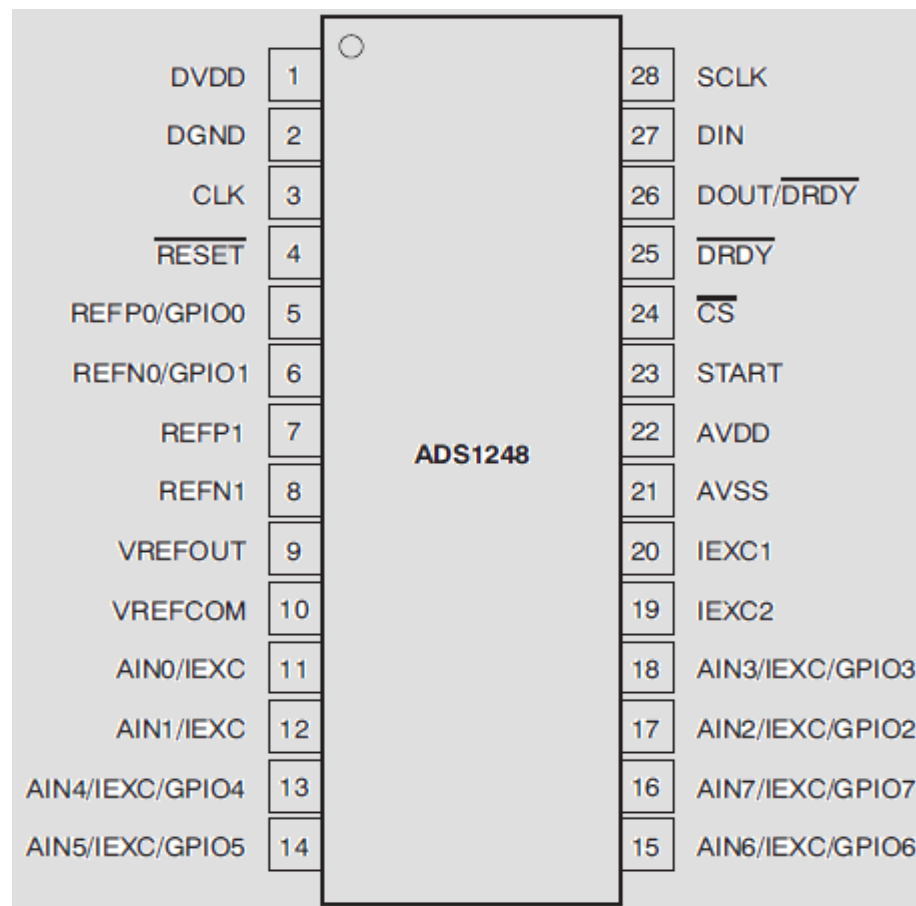 DVDD 1
DGND 2
CLK 3
RESET 4
REFP0/GPIO0 5
REFN0/GPIO1 6
REFP1 7
REFN1 8
VREFOUT 9
VREFCOM 10
AIN0/IEXC 11
AIN1/IEXC 12
AIN4/IEXC/GPIO4 13
AIN5/IEXC/GPIO5 14
ADS1248
28 SCLK
27 DIN
26 DOUT/DRDY
25 DRDY
24 CS
23 START
22 AVDD
21 AVSS
20 IEXC1
19 IEXC2
18 AIN3/IEXC/GPIO3
17 AIN2/IEXC/GPIO2
16 AIN7/IEXC/GPIO7
15 AIN6/IEXC/GPIO6